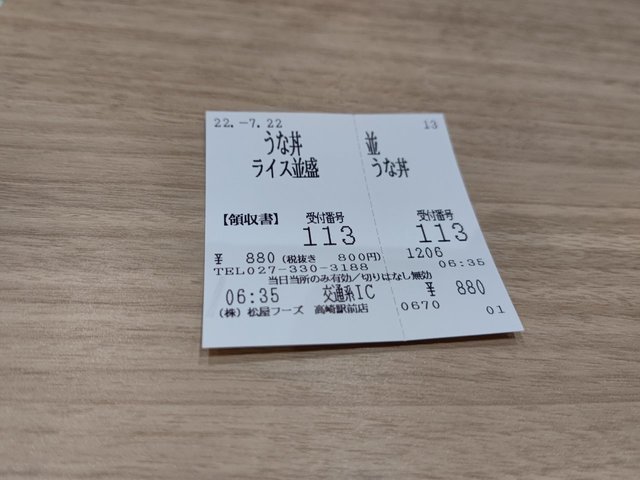 22.-7.22
うな丼
ライス並盛
【領収書】 受付番号
113
¥ 880 (税抜き 800円)
TEL027-330-3188
当日当所のみ有効/切りはなし無効
06:35 交通系IC
(株) 松屋フーズ 高崎駅前店
13
並
うな丼
受付番号
113
1206
06:35
¥ 880
0670 01